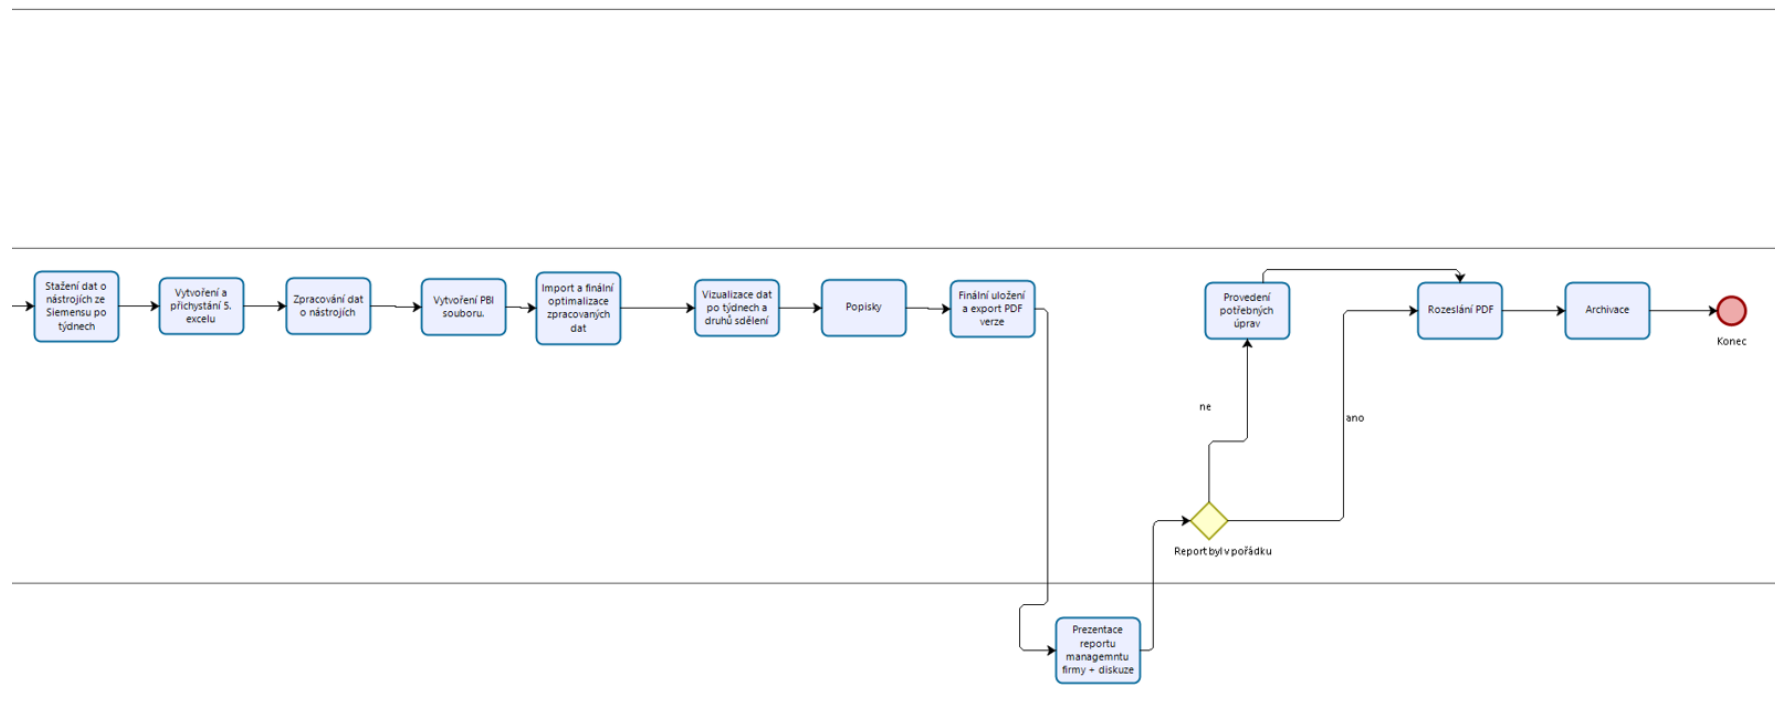 Stažení dat o
nástrojích ze
Siemensu po
týdnech
Vytvoření a
přichystání 5.
excelu
Zpracování dat
o nástrojích
Vytvoření PBI
souboru.
Import a finální
optimalizace
zpracovaných
dat
Vizualizace dat
po týdnech a
druhů sdělení
Popisky
Finální uložení
a export PDF
verze
Prezentace
reportu
managemntu
firmy + diskuze
Report byl v pořádku
ne
ano
Provedení
potřebných
úprav
Rozeslání PDF
Archivace
Konec